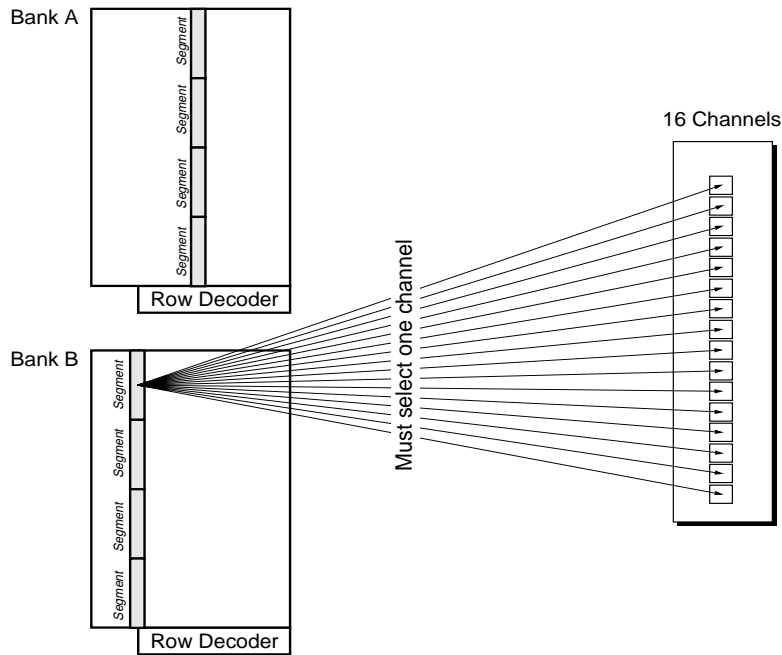 Bank A
Segment
Segment
Segment
Segment
Row Decoder
16 Channels
Must select one channel
Bank B
Segment
Segment
Segment
Segment
Row Decoder